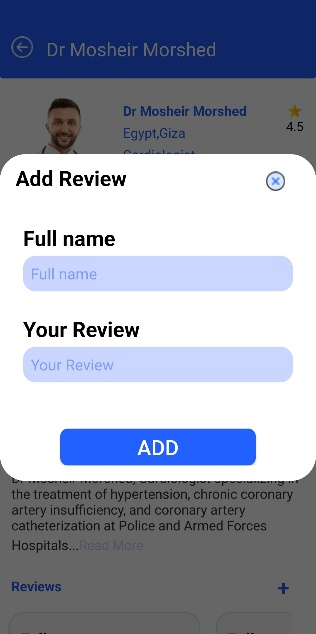 Dr Mosheir Morshed
Dr Mosheir Morshed
4.5
Egypt,Giza
Cardiologist
Add Review
Full name
Full name
Your Review
Your Review
ADD
Dr Mosheir Morshed, Cardiologist specializing in
the treatment of hypertension, chronic coronary
artery insufficiency, and coronary artery
catheterization at Police and Armed Forces
Hospitals...Read More
Reviews
+